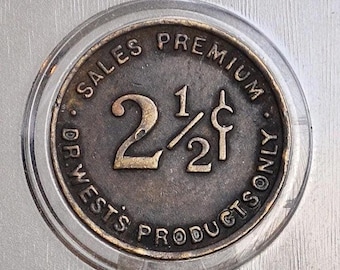 · SALES PREMIUM ·
2 1/2¢
DR. WEST'S PRODUCTS ONLY